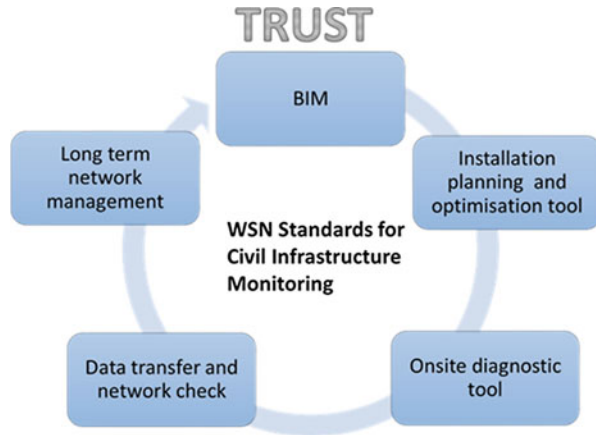 TRUST
BIM
Installation
planning and
optimisation tool
Onsite diagnostic
tool
Data transfer and
network check
Long term
network
management
WSN Standards for
Civil Infrastructure
Monitoring